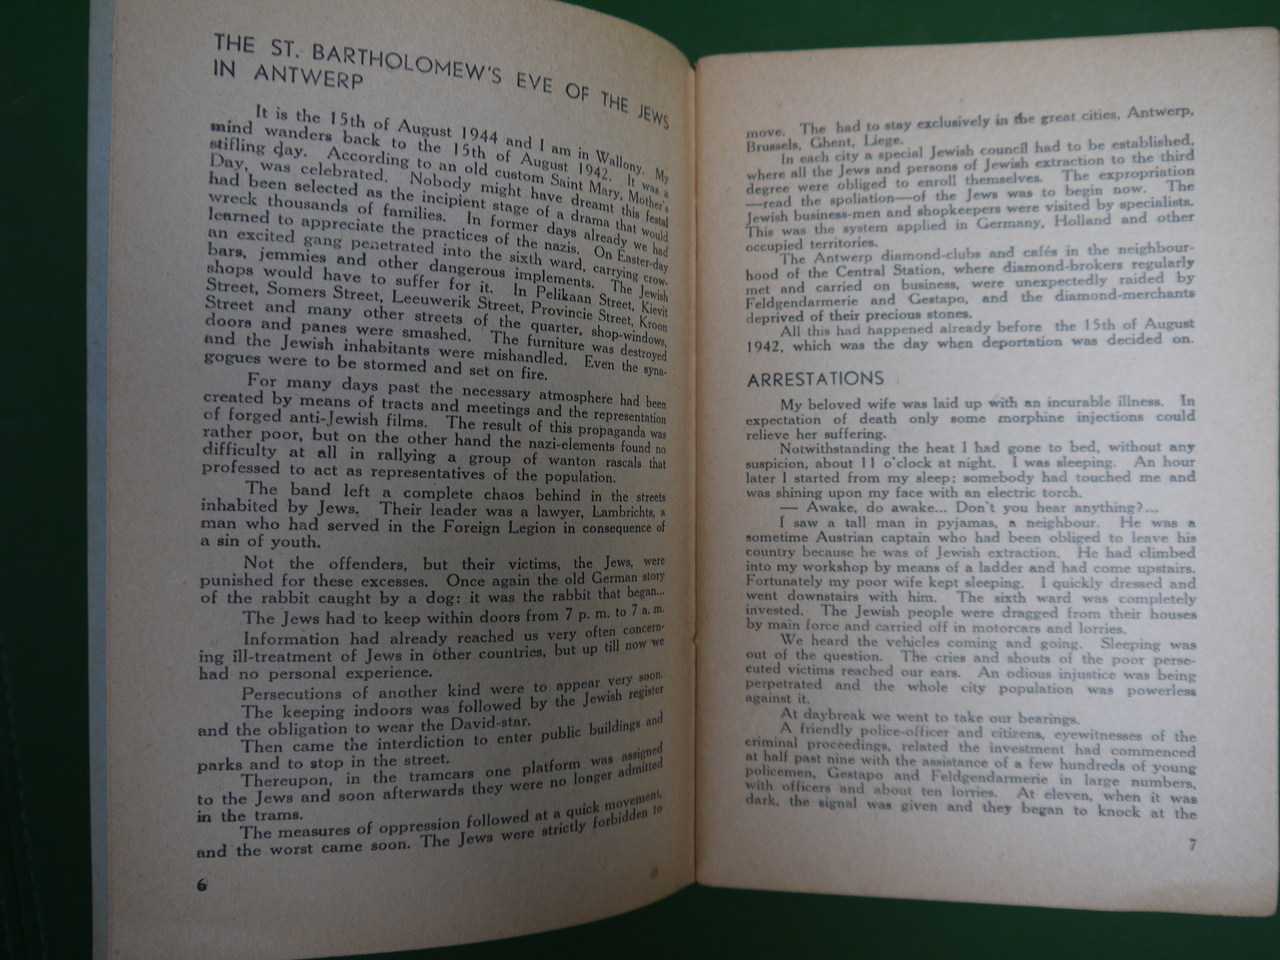 THE ST. BARTHOLOMEW'S EVE OF THE JEWS
IN ANTWERP
It is the 15th of August 1944 and I am in Wallony. My
mind wanders back to the 15th of August 1942. It was a
stifling day. According to an old custom Saint Mary, Mother's
Day, was celebrated. Nobody might have dreamt this festal
had been selected as the incipient stage of a drama that would
wreck thousands of families. In former days already we had
learned to appreciate the practices of the nazis. On Easter-day
an excited gang penetrated into the sixth ward, carrying crow-
bars, jemmies and other dangerous implements. The Jewish
shops would have to suffer for it. In Pelikaan Street, Kievit
Street, Somers Street, Leeuwerik Street, Provincie Street, Kroon
Street and many other streets of the quarter, shop-windows,
doors and panes were smashed. The furniture was destroyed
and the Jewish inhabitants were mishandled. Even the syna-
gogues were to be stormed and set on fire.
For many days past the necessary atmosphere had been
created by means of tracts and meetings and the representation
of forged anti-Jewish films. The result of this propaganda was
rather poor, but on the other hand the nazi-elements found no
difficulty at all in rallying a group of wanton rascals that
professed to act as representatives of the population.
The band left a complete chaos behind in the streets
inhabited by Jews. Their leader was a lawyer, Lambrichts, a
man who had served in the Foreign Legion in consequence of
a sin of youth.
Not the offenders, but their victims, the Jews, were
punished for these excesses. Once again the old German story
of the rabbit caught by a dog: it was the rabbit that began...
The Jews had to keep within doors from 7 p. m. to 7 a. m.
Information had already reached us very often concern-
ing ill-treatment of Jews in other countries, but up till now we
had no personal experience.
Persecutions of another kind were to appear very soon.
The keeping indoors was followed by the Jewish register
and the obligation to wear the David-star.
Then came the interdiction to enter public buildings and
parks and to stop in the street.
Thereupon, in the tramcars one platform was assigned
to the Jews and soon afterwards they were no longer admitted
in the trams.
The measures of oppression followed at a quick movement,
and the worst came soon. The Jews were strictly forbidden to
6
move. The had to stay exclusively in the great cities, Antwerp,
Brussels, Ghent, Liege.
In each city a special Jewish council had to be established,
where all the Jews and persons of Jewish extraction to the third
degree were obliged to enroll themselves. The expropriation
—read the spoliation—of the Jews was to begin now. The
Jewish business-men and shopkeepers were visited by specialists.
This was the system applied in Germany, Holland and other
occupied territories.
The Antwerp diamond-clubs and cafés in the neighbour-
hood of the Central Station, where diamond-brokers regularly
met and carried on business, were unexpectedly raided by
Feldgendarmerie and Gestapo, and the diamond-merchants
deprived of their precious stones.
All this had happened already before the 15th of August
1942, which was the day when deportation was decided on.
ARRESTATIONS
My beloved wife was laid up with an incurable illness. In
expectation of death only some morphine injections could
relieve her suffering.
Notwithstanding the heat I had gone to bed, without any
suspicion, about 11 o'clock at night. I was sleeping. An hour
later I started from my sleep; somebody had touched me and
was shining upon my face with an electric torch.
— Awake, do awake... Don't you hear anything?...
I saw a tall man in pyjamas, a neighbour. He was a
sometime Austrian captain who had been obliged to leave his
country because he was of Jewish extraction. He had climbed
into my workshop by means of a ladder and had come upstairs.
Fortunately my poor wife kept sleeping. I quickly dressed and
went downstairs with him. The sixth ward was completely
invested. The Jewish people were dragged from their houses
by main force and carried off in motorcars and lorries.
We heard the vehicles coming and going. Sleeping was
out of the question. The cries and shouts of the poor perse-
cuted victims reached our ears. An odious injustice was being
perpetrated and the whole city population was powerless
against it.
At daybreak we went to take our bearings.
A friendly police-officer and citizens, eyewitnesses of the
criminal proceedings, related the investment had commenced
at half past nine with the assistance of a few hundreds of young
policemen, Gestapo and Feldgendarmerie in large numbers,
with officers and about ten lorries. At eleven, when it was
dark, the signal was given and they began to knock at the
7